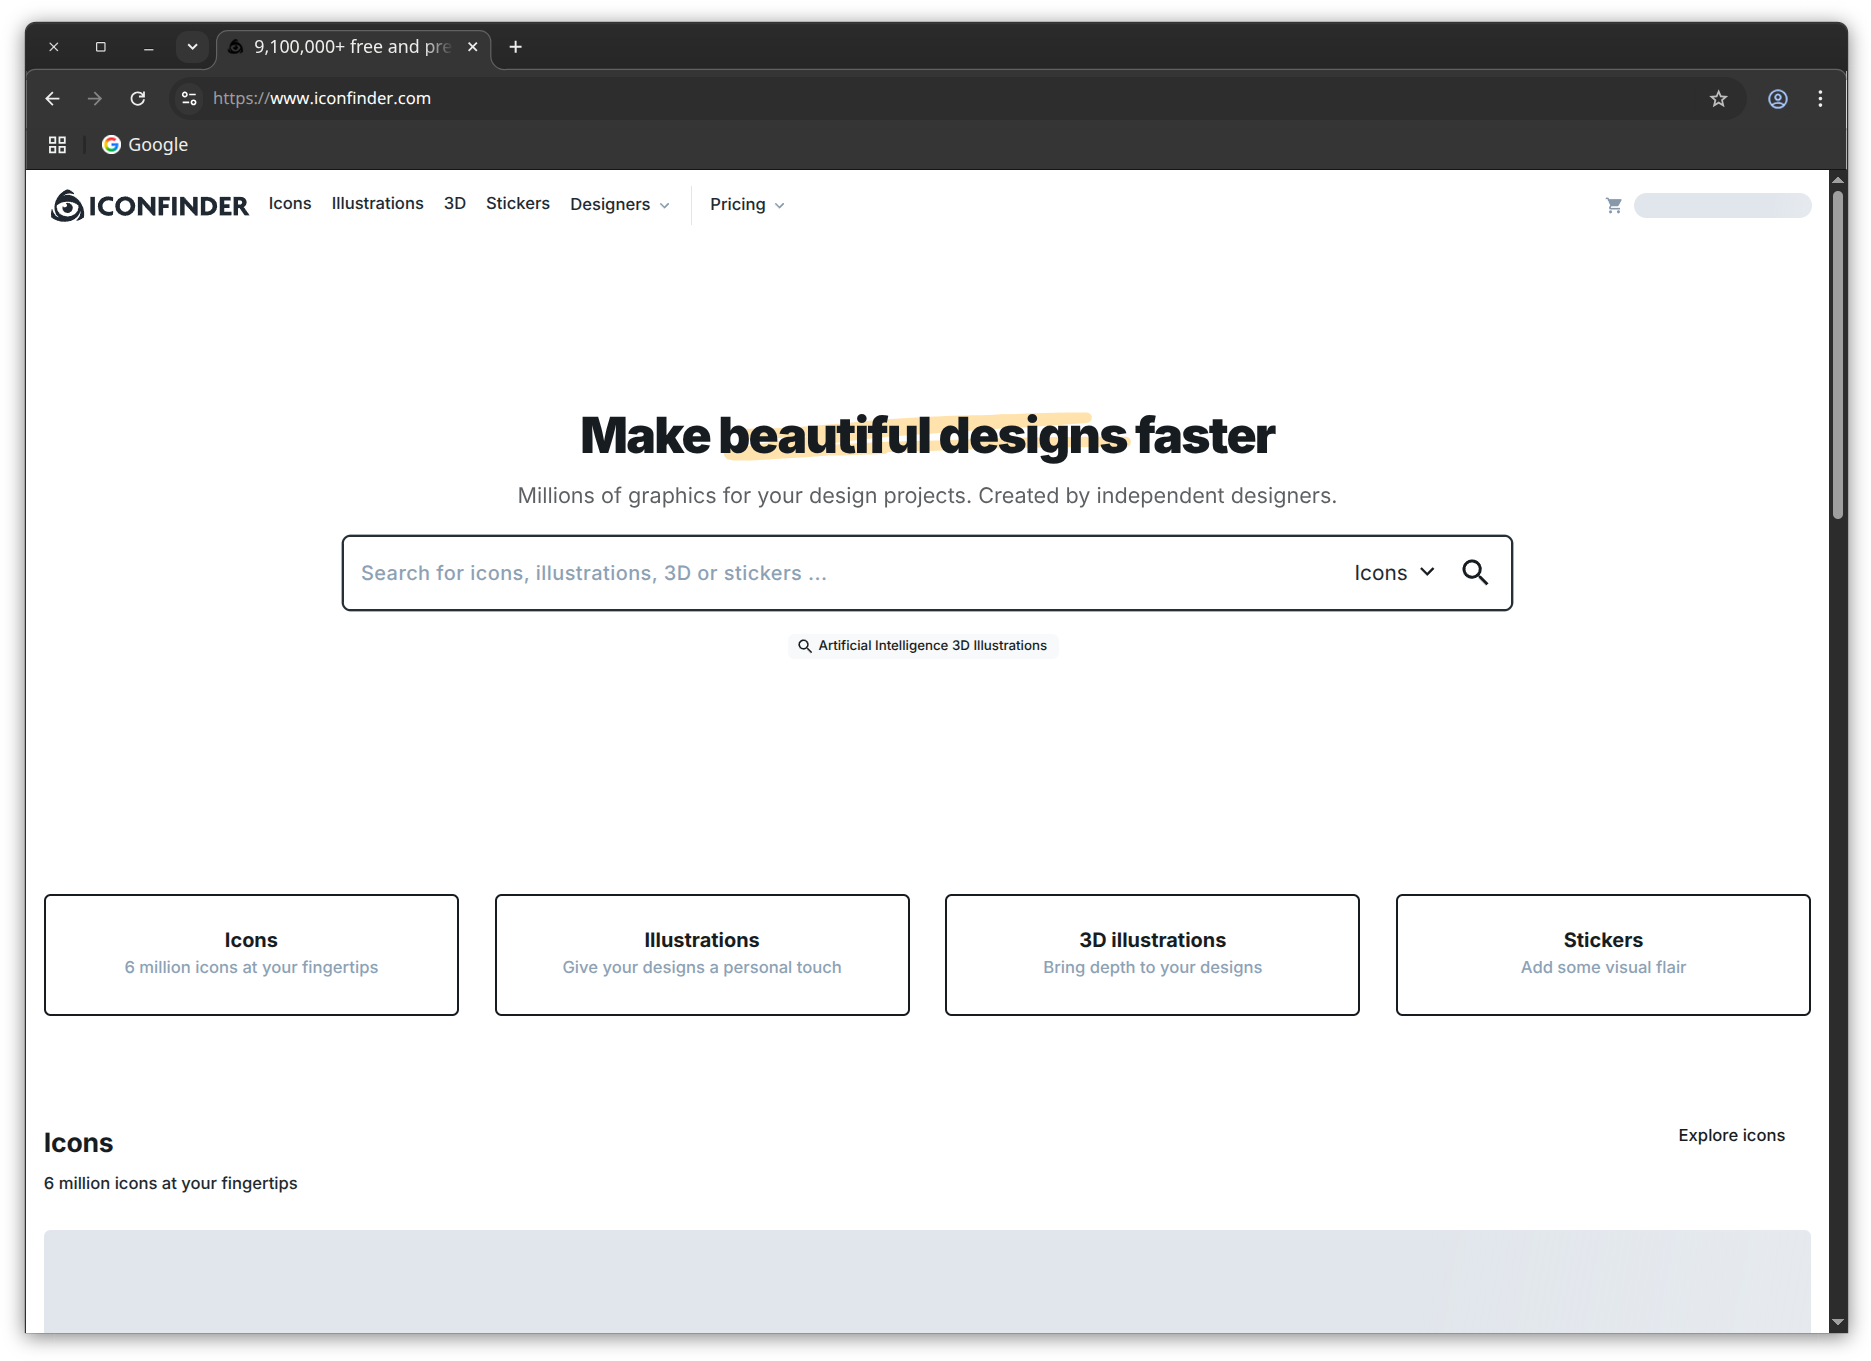 9,100,000+ free and pre
https://www.iconfinder.com
Google
ICONFINDER
Icons
Illustrations
3D
Stickers
Designers
Pricing
Make beautiful designs faster
Millions of graphics for your design projects. Created by independent designers.
Search for icons, illustrations, 3D or stickers ...
Icons
Artificial Intelligence 3D Illustrations
Icons
6 million icons at your fingertips
Illustrations
Give your designs a personal touch
3D illustrations
Bring depth to your designs
Stickers
Add some visual flair
Icons
Explore icons
6 million icons at your fingertips